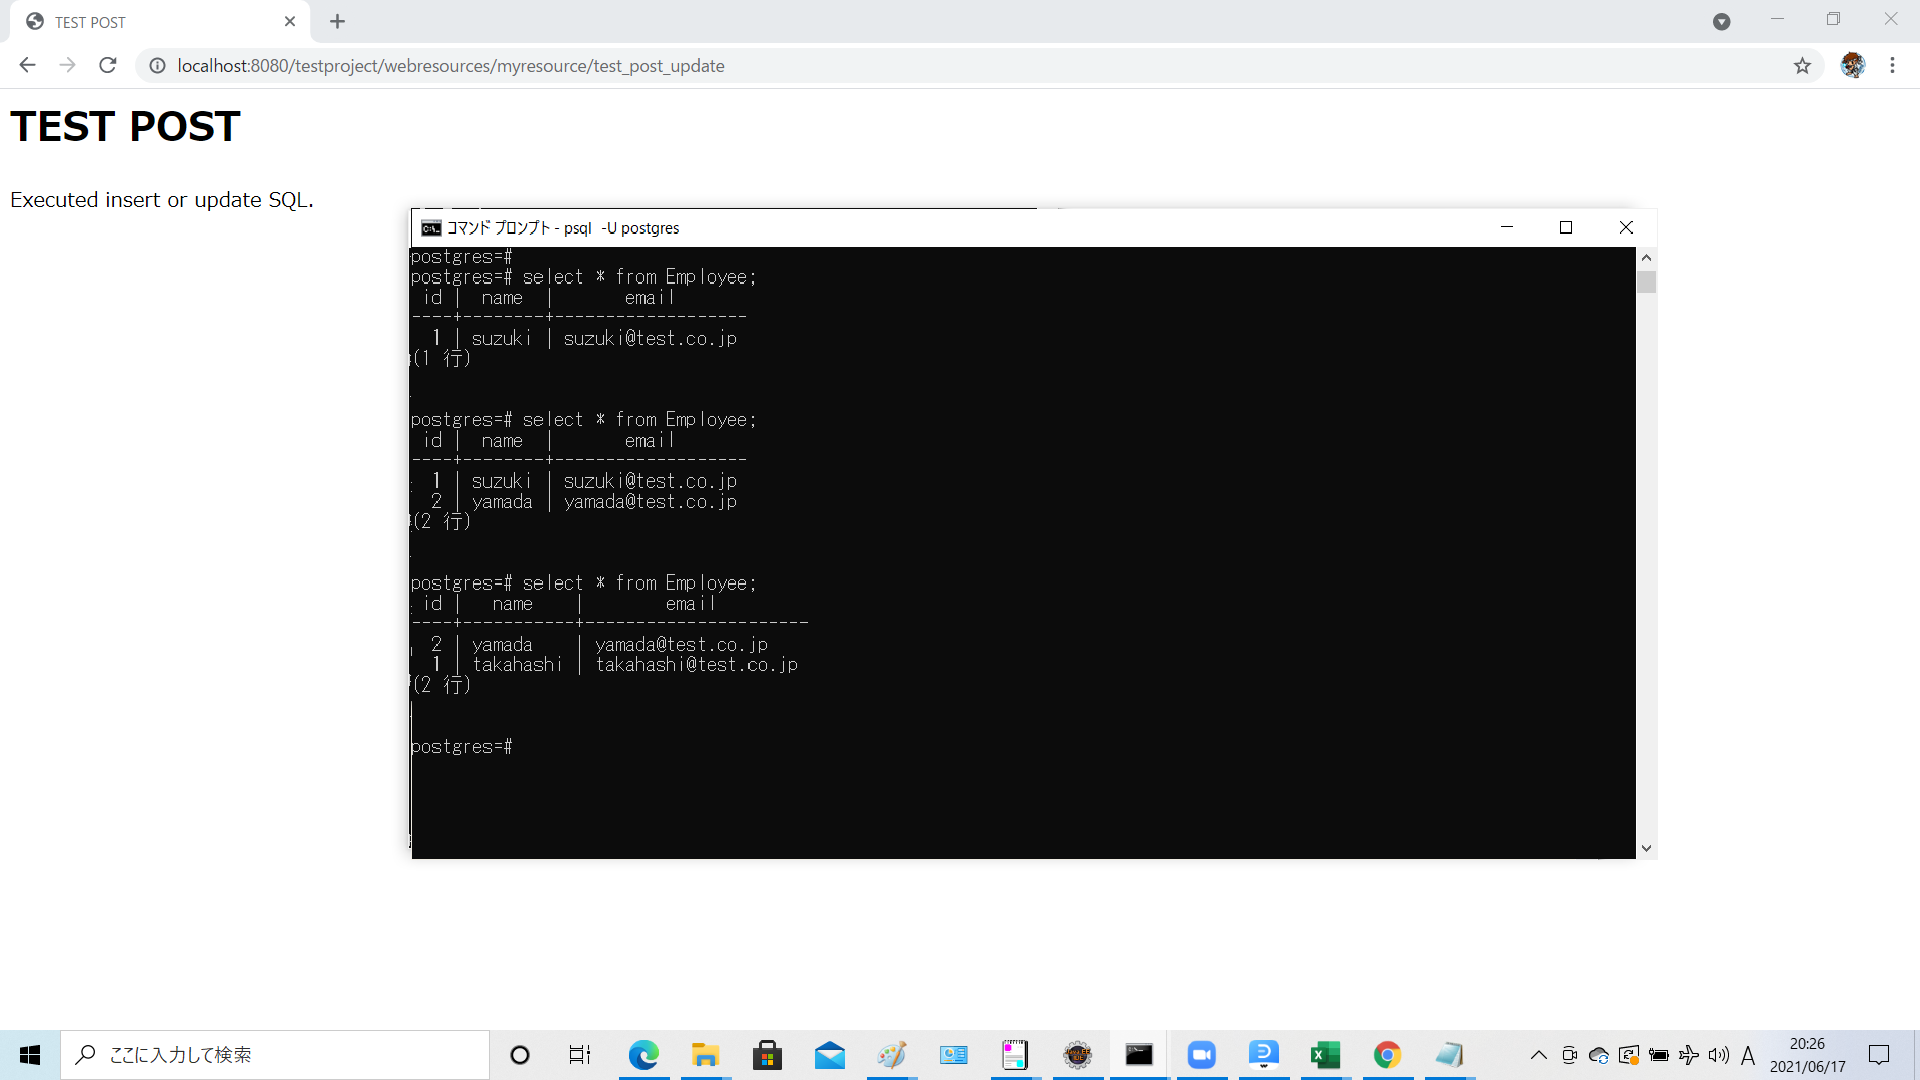 TEST POST
localhost:8080/testproject/webresources/myresource/test_post_update
TEST POST
Executed insert or update SQL.
コマンド プロンプト - psql  -U postgres
postgres=#
postgres=# select * from Employee;
 id |  name  |       email
----+--------+-------------------
  1 | suzuki | suzuki@test.co.jp
(1 行)
postgres=# select * from Employee;
 id |  name  |       email
----+--------+-------------------
  1 | suzuki | suzuki@test.co.jp
  2 | yamada | yamada@test.co.jp
(2 行)
postgres=# select * from Employee;
 id |   name    |        email
----+-----------+----------------------
  2 | yamada    | yamada@test.co.jp
  1 | takahashi | takahashi@test.co.jp
(2 行)
postgres=#
ここに入力して検索
A
20:26
2021/06/17